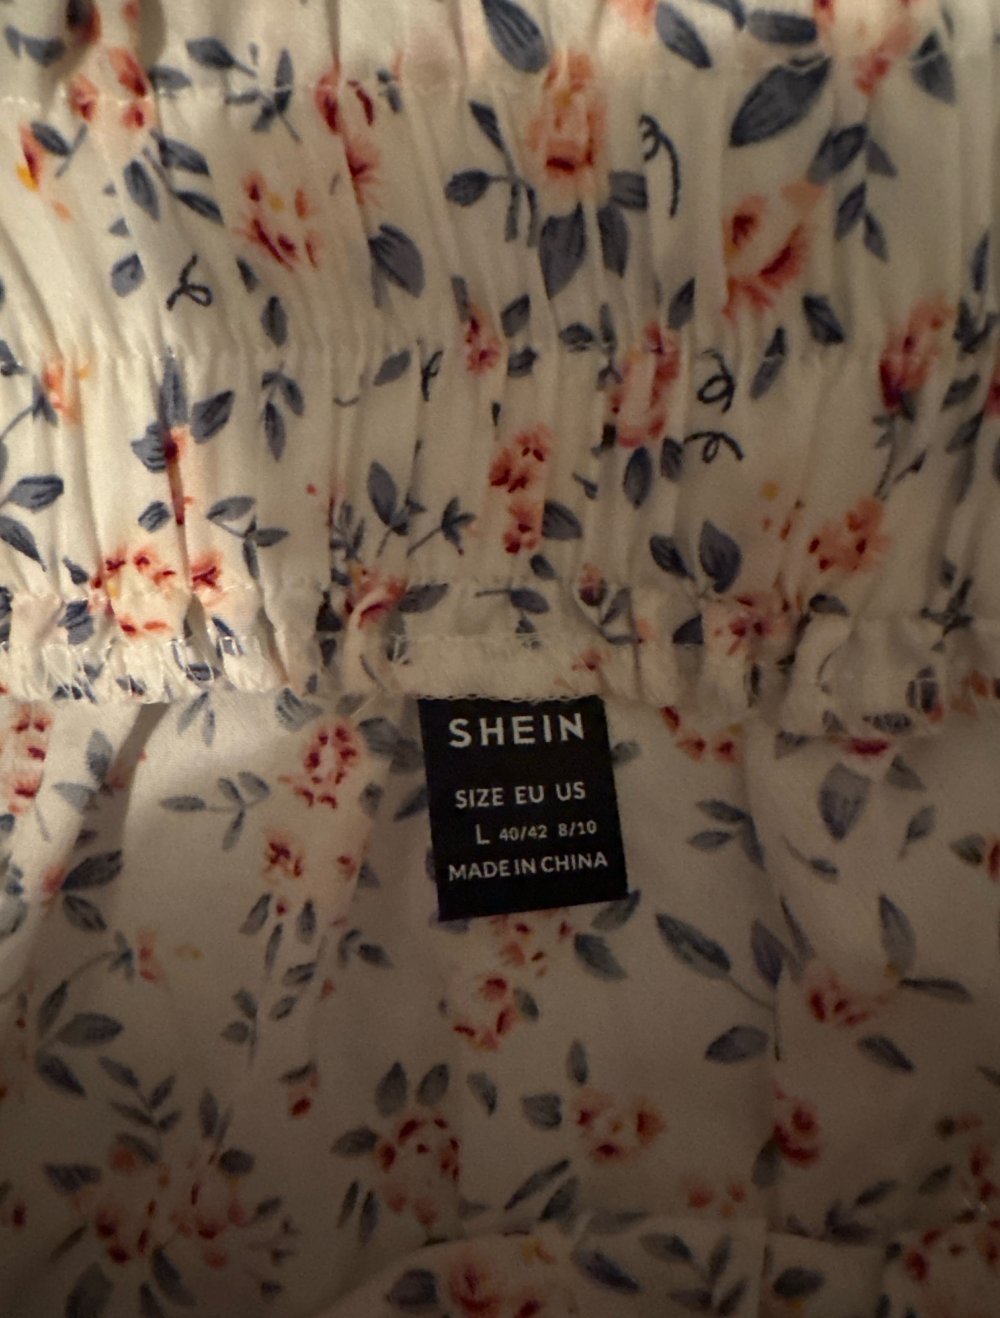 SHEIN
SIZE EU US
L 40/42 8/10
MADE IN CHINA